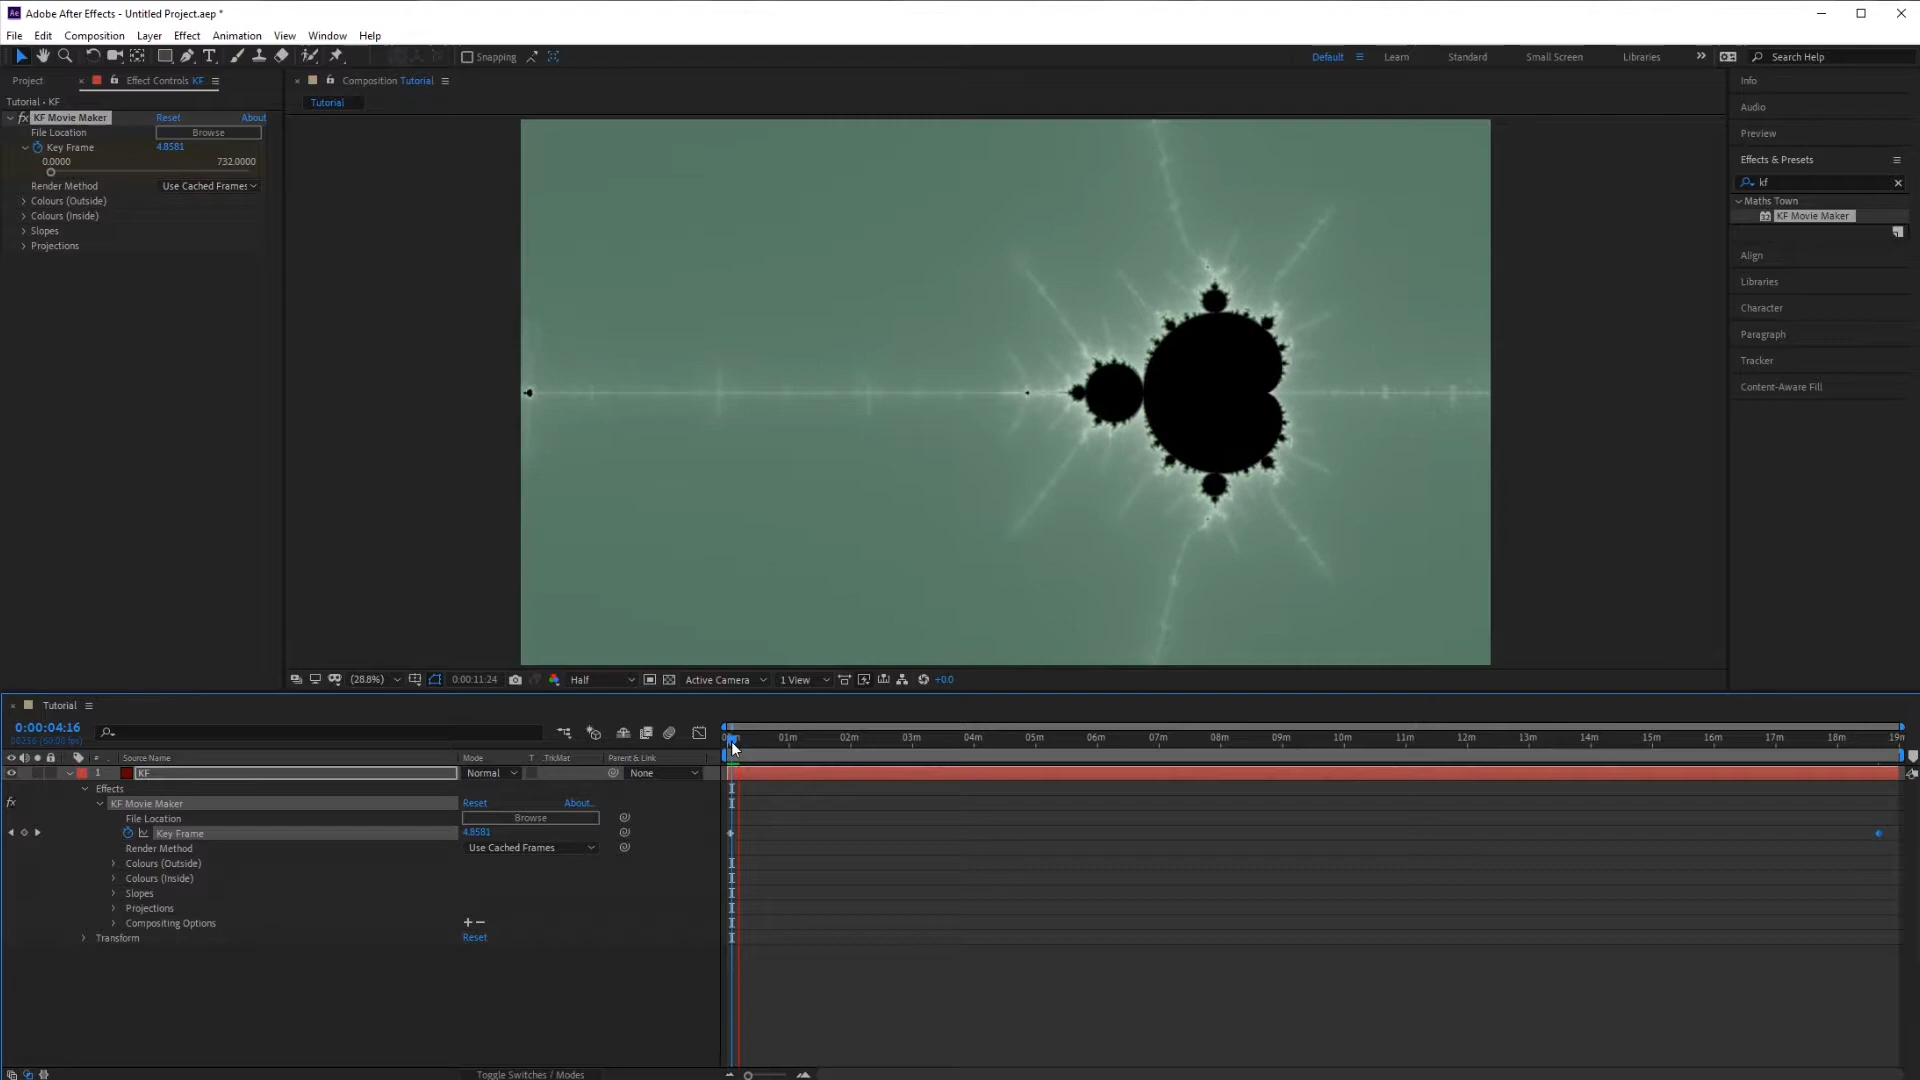 Adobe After Effects - Untitled Project.aep *
File Edit Composition Layer Effect Animation View Window Help
Snapping Default Learn Standard Small Screen Libraries Search Help
Project Effect Controls KF
Tutorial • KF
fx KF Movie Maker Reset About
File Location Browse
Key Frame 4.8581
0.0000 732.0000
Render Method Use Cached Frames
Colours (Outside)
Colours (Inside)
Slopes
Projections
Composition Tutorial
Tutorial
(28.8%) 0:00:11:24 Half Active Camera 1 View +0.0
Info
Audio
Preview
Effects & Presets
kf
Maths Town
KF Movie Maker
Align
Libraries
Character
Paragraph
Tracker
Content-Aware Fill
Tutorial
0:00:04:16
00256 (60.00 fps)
01m 02m 03m 04m 05m 06m 07m 08m 09m 10m 11m 12m 13m 14m 15m 16m 17m 18m 19m
# Source Name Mode T .TrkMat Parent & Link
1 KF Normal None
Effects
fx KF Movie Maker Reset About...
File Location Browse
Key Frame 4.8581
Render Method Use Cached Frames
Colours (Outside)
Colours (Inside)
Slopes
Projections
Compositing Options
Transform Reset
Toggle Switches / Modes